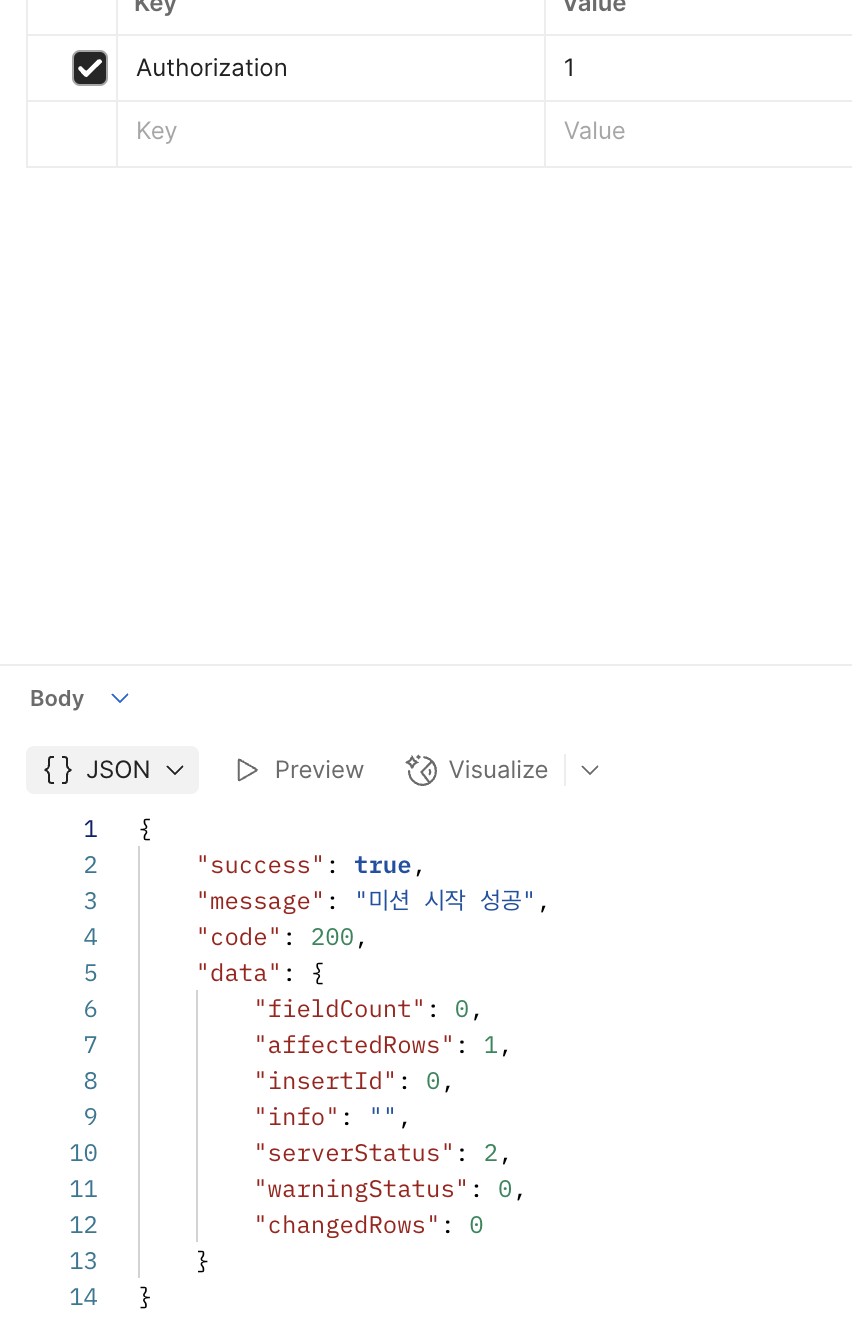 Key Value
Authorization 1
Key Value
Body
{} JSON Preview Visualize
1 {
2 "success": true,
3 "message": "미션 시작 성공",
4 "code": 200,
5 "data": {
6 "fieldCount": 0,
7 "affectedRows": 1,
8 "insertId": 0,
9 "info": "",
10 "serverStatus": 2,
11 "warningStatus": 0,
12 "changedRows": 0
13 }
14 }